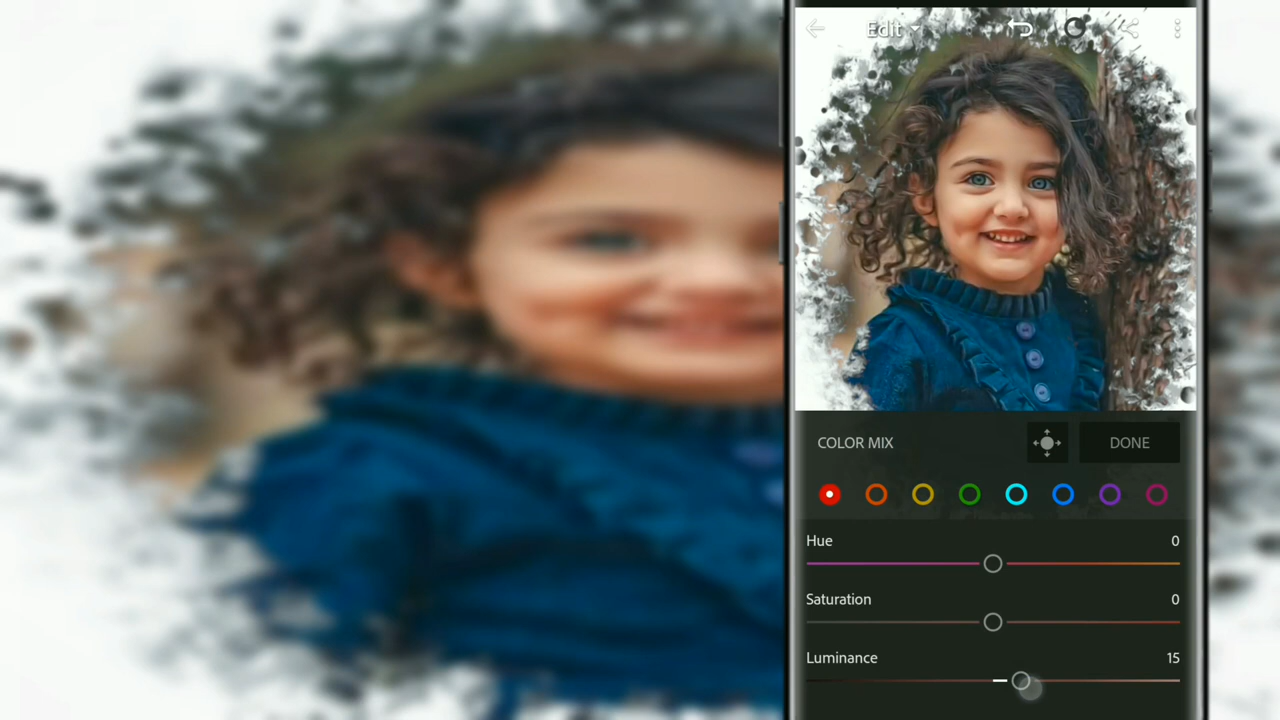 Edit
COLOR MIX
DONE
Hue 0
Saturation 0
Luminance 15